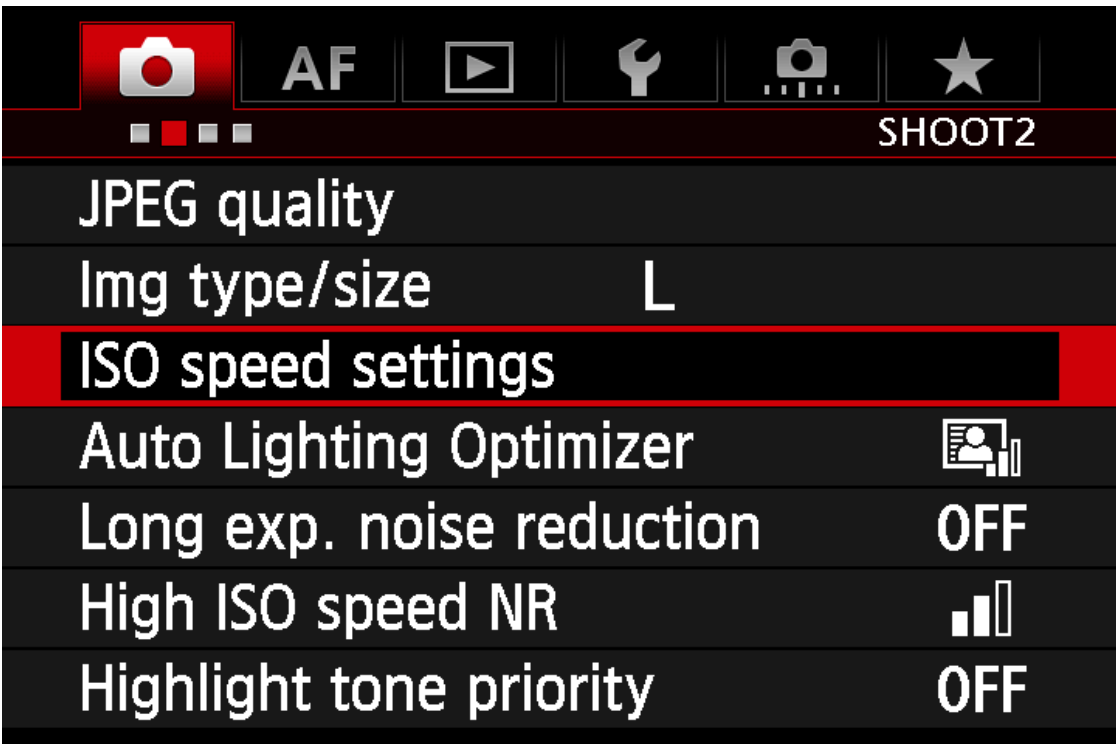 AF
SHOOT2
JPEG quality
Img type/size L
ISO speed settings
Auto Lighting Optimizer
Long exp. noise reduction OFF
High ISO speed NR
Highlight tone priority OFF